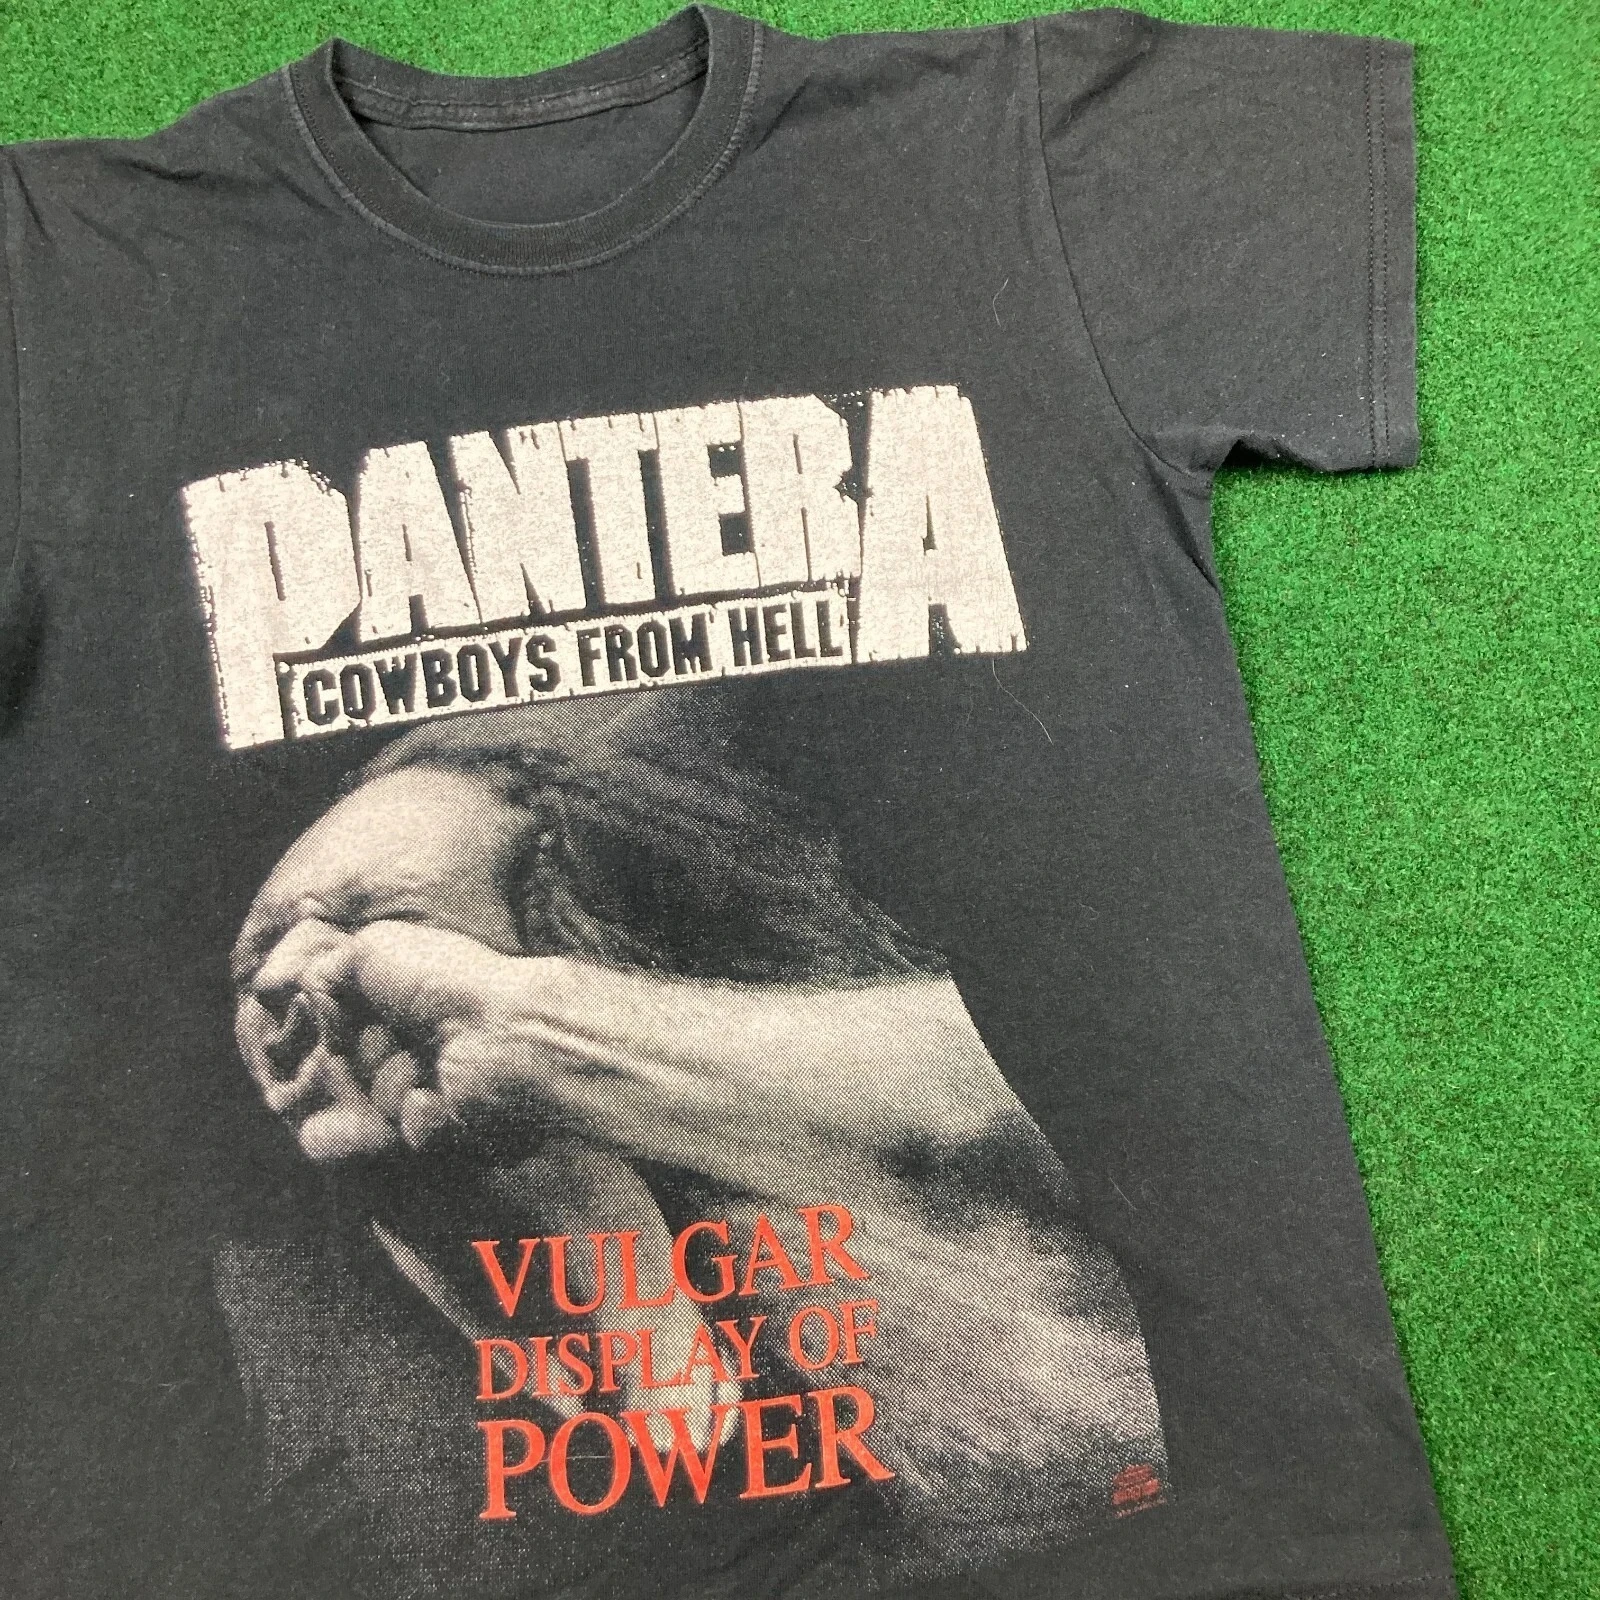 PANTERA
COWBOYS FROM HELL
VULGAR
DISPLAY OF
POWER